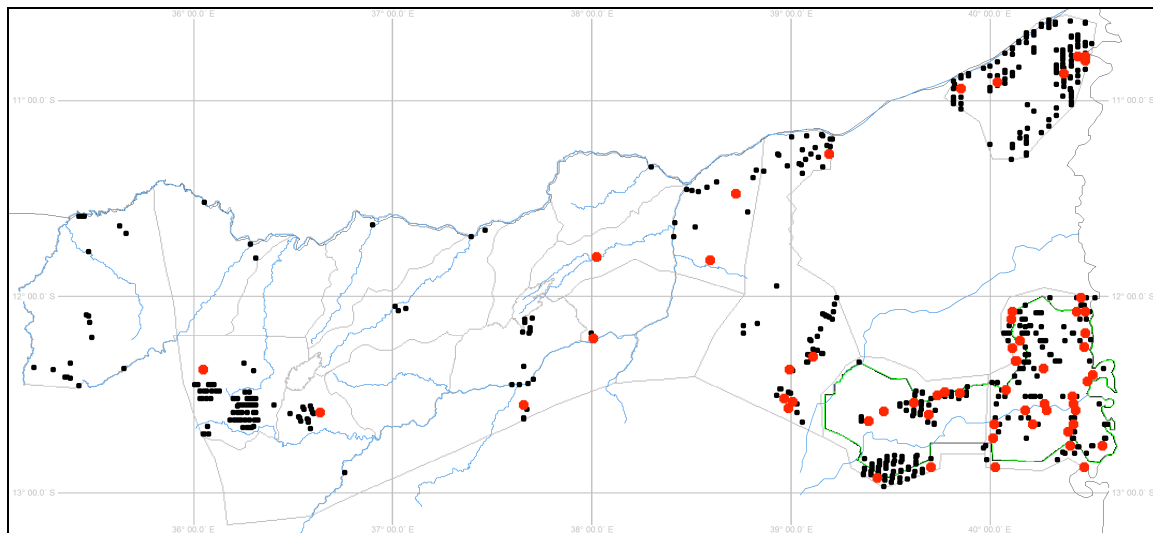 36° 00.0´ E 37° 00.0´ E 38° 00.0´ E 39° 00.0´ E 40° 00.0´ E
11° 00.0´ S 11° 00.0´ S
12° 00.0´ S 12° 00.0´ S
13° 00.0´ S 13° 00.0´ S
36° 00.0´ E 37° 00.0´ E 38° 00.0´ E 39° 00.0´ E 40° 00.0´ E